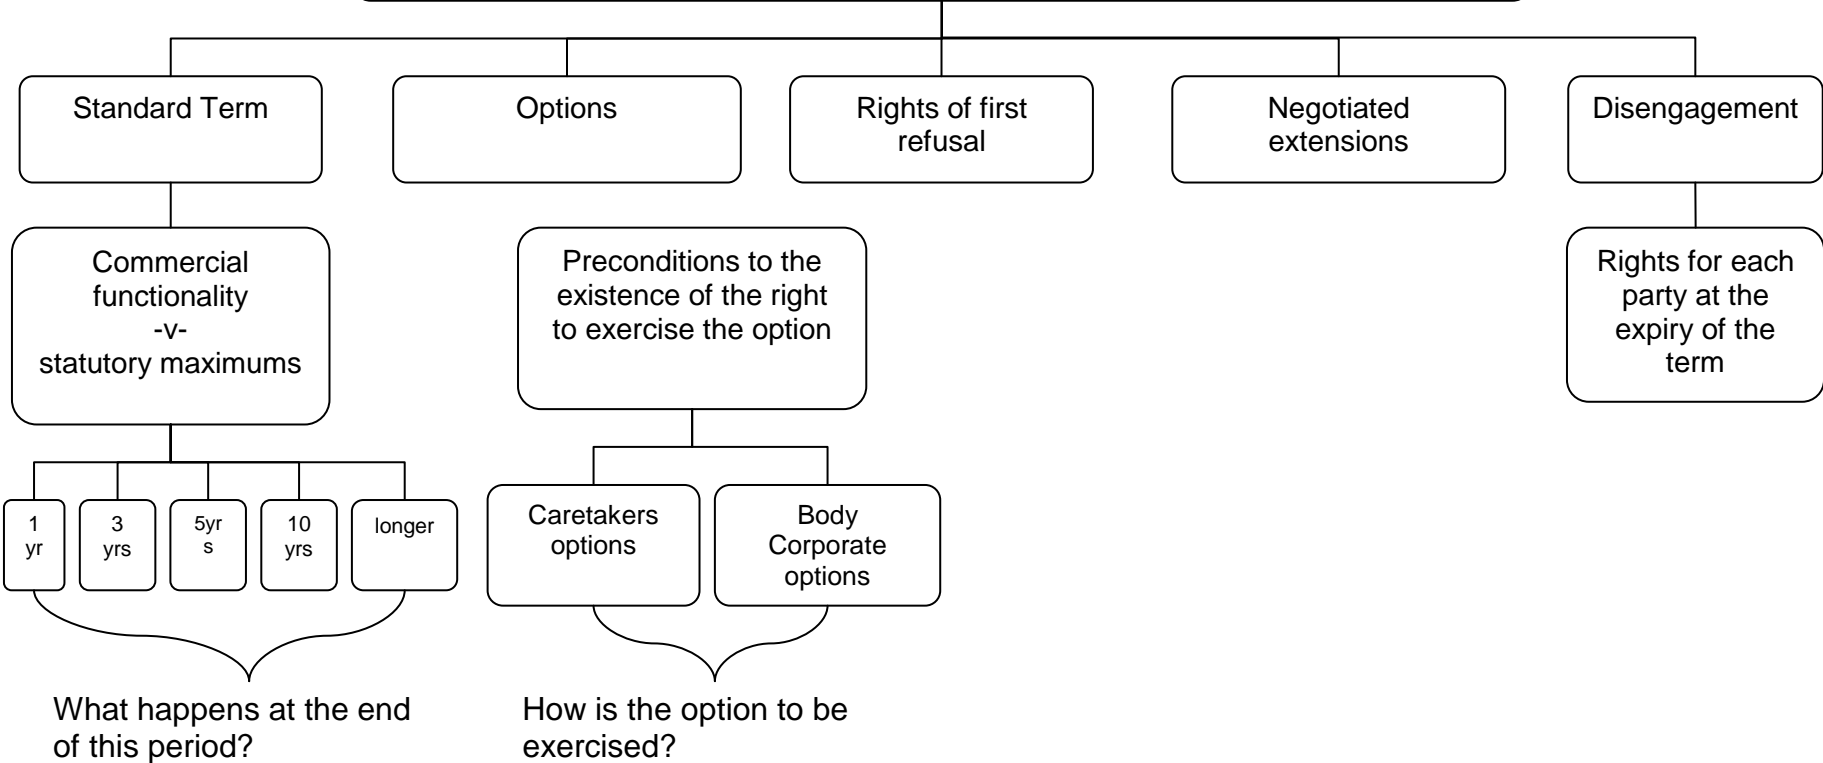 Standard Term
Options
Rights of first
refusal
Negotiated
extensions
Disengagement
Commercial
functionality
-v-
statutory maximums
Preconditions to the
existence of the right
to exercise the option
Rights for each
party at the
expiry of the
term
1
yr
3
yrs
5yr
s
10
yrs
longer
Caretakers
options
Body
Corporate
options
What happens at the end
of this period?
How is the option to be
exercised?